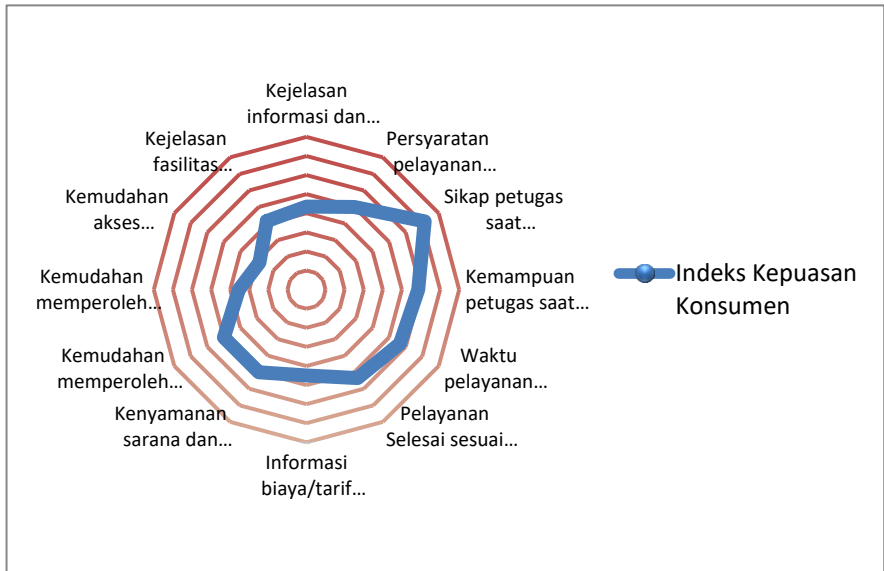 Kejelasan
informasi dan...
Persyaratan
pelayanan...
Sikap petugas
saat...
Kemampuan
petugas saat...
Waktu
pelayanan...
Pelayanan
Selesai sesuai...
Informasi
biaya/tarif...
Kenyamanan
sarana dan...
Kemudahan
memperoleh...
Kemudahan
memperoleh...
Kemudahan
akses...
Kejelasan
fasilitas...
Indeks Kepuasan
Konsumen